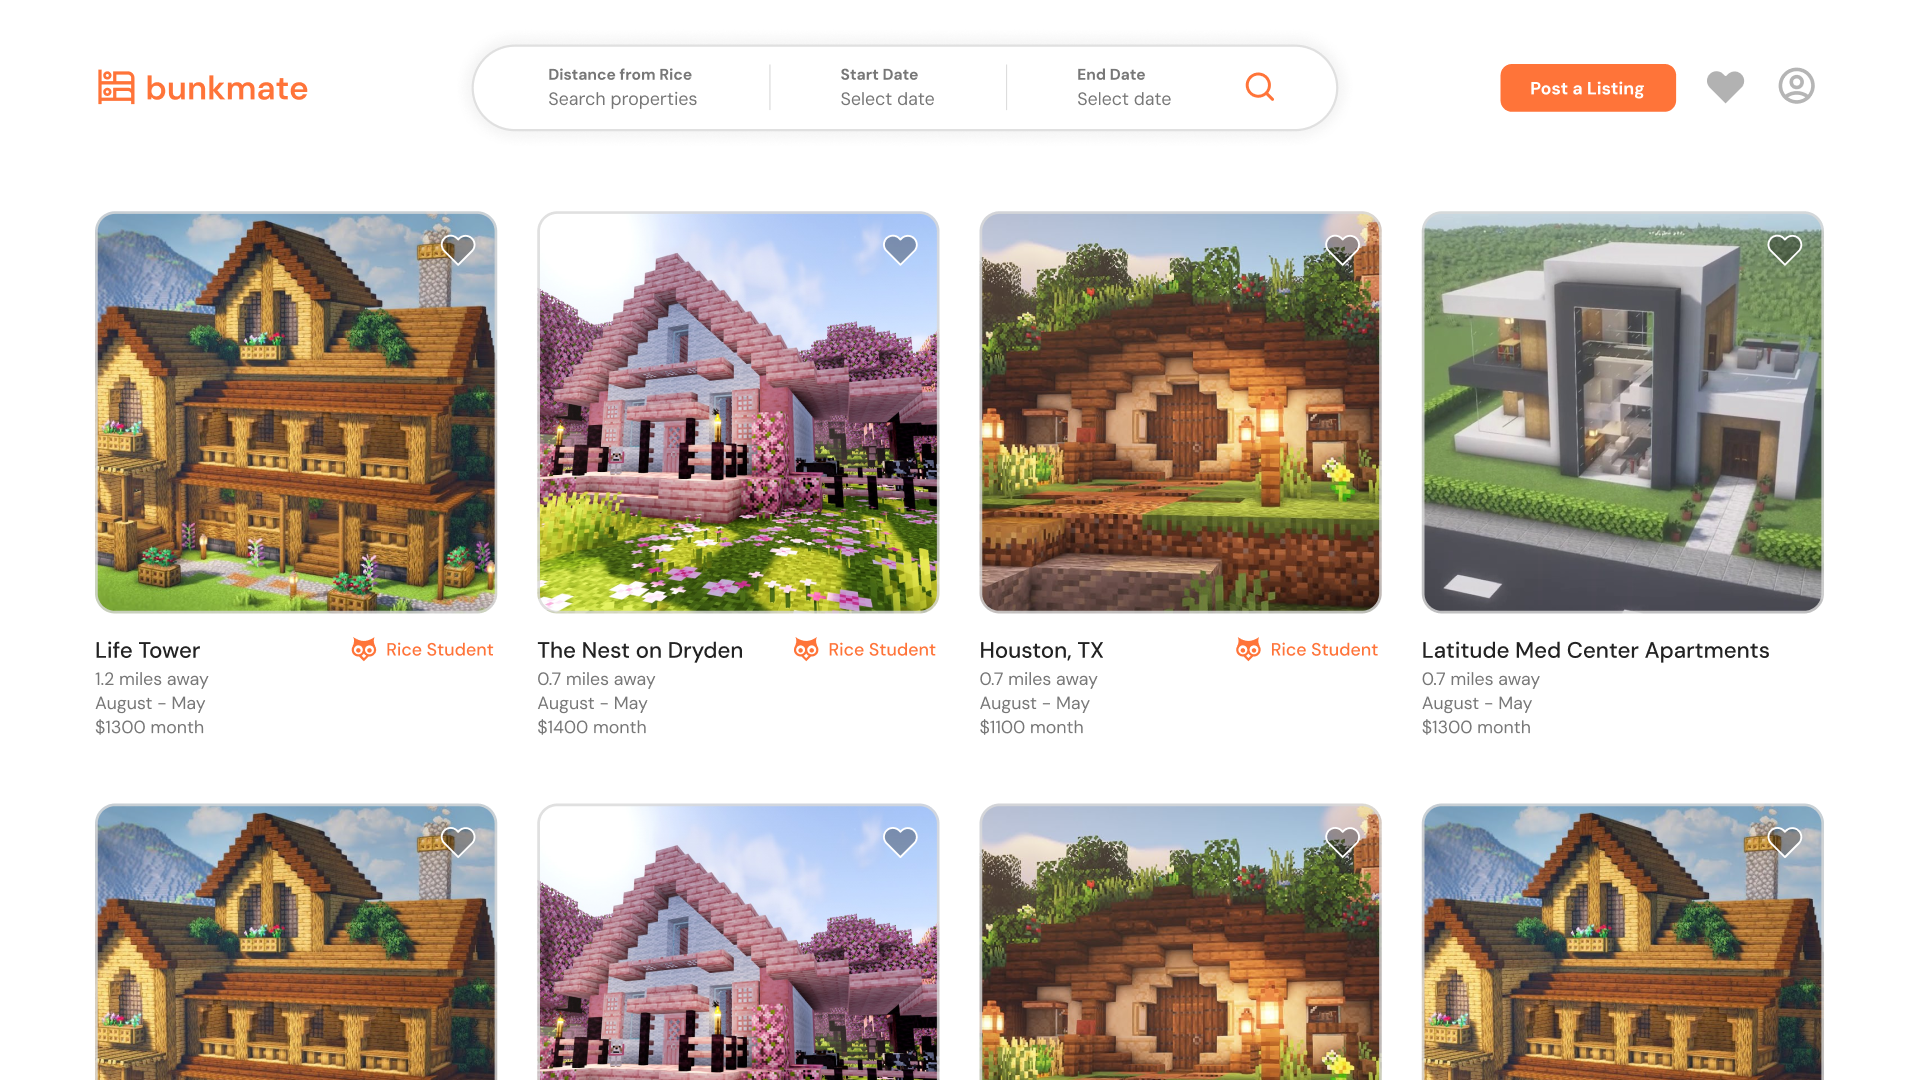 bunkmate
Distance from Rice
Search properties
Start Date
Select date
End Date
Select date
Post a Listing
Life Tower
Rice Student
1.2 miles away
August - May
$1300 month
The Nest on Dryden
Rice Student
0.7 miles away
August - May
$1400 month
Houston, TX
Rice Student
0.7 miles away
August - May
$1100 month
Latitude Med Center Apartments
0.7 miles away
August - May
$1300 month